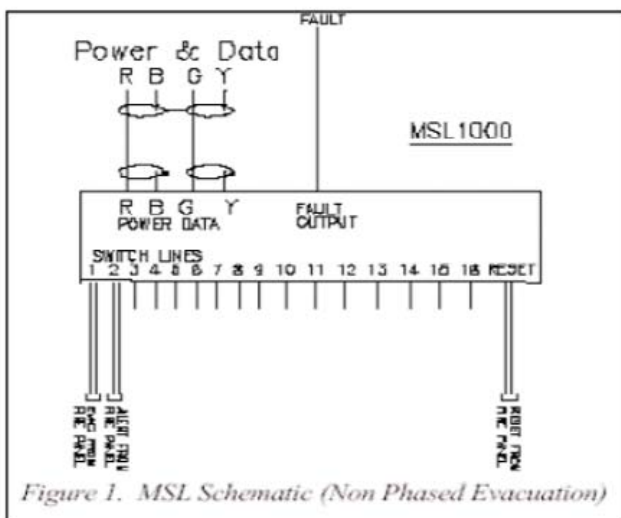 FAULT
Power & Data
R B G Y
MSL1000
R B G Y
POWER DATA
FAULT
OUTPUT
SWITCH LINES
1 2 3 4 5 6 7 8 9 10 11 12 13 14 15 16 RESET
EVAC FROM
FIRE PANEL
ALERT FROM
FIRE PANEL
RESET FROM
FIRE PANEL
Figure 1. MSL Schematic (Non Phased Evacuation)